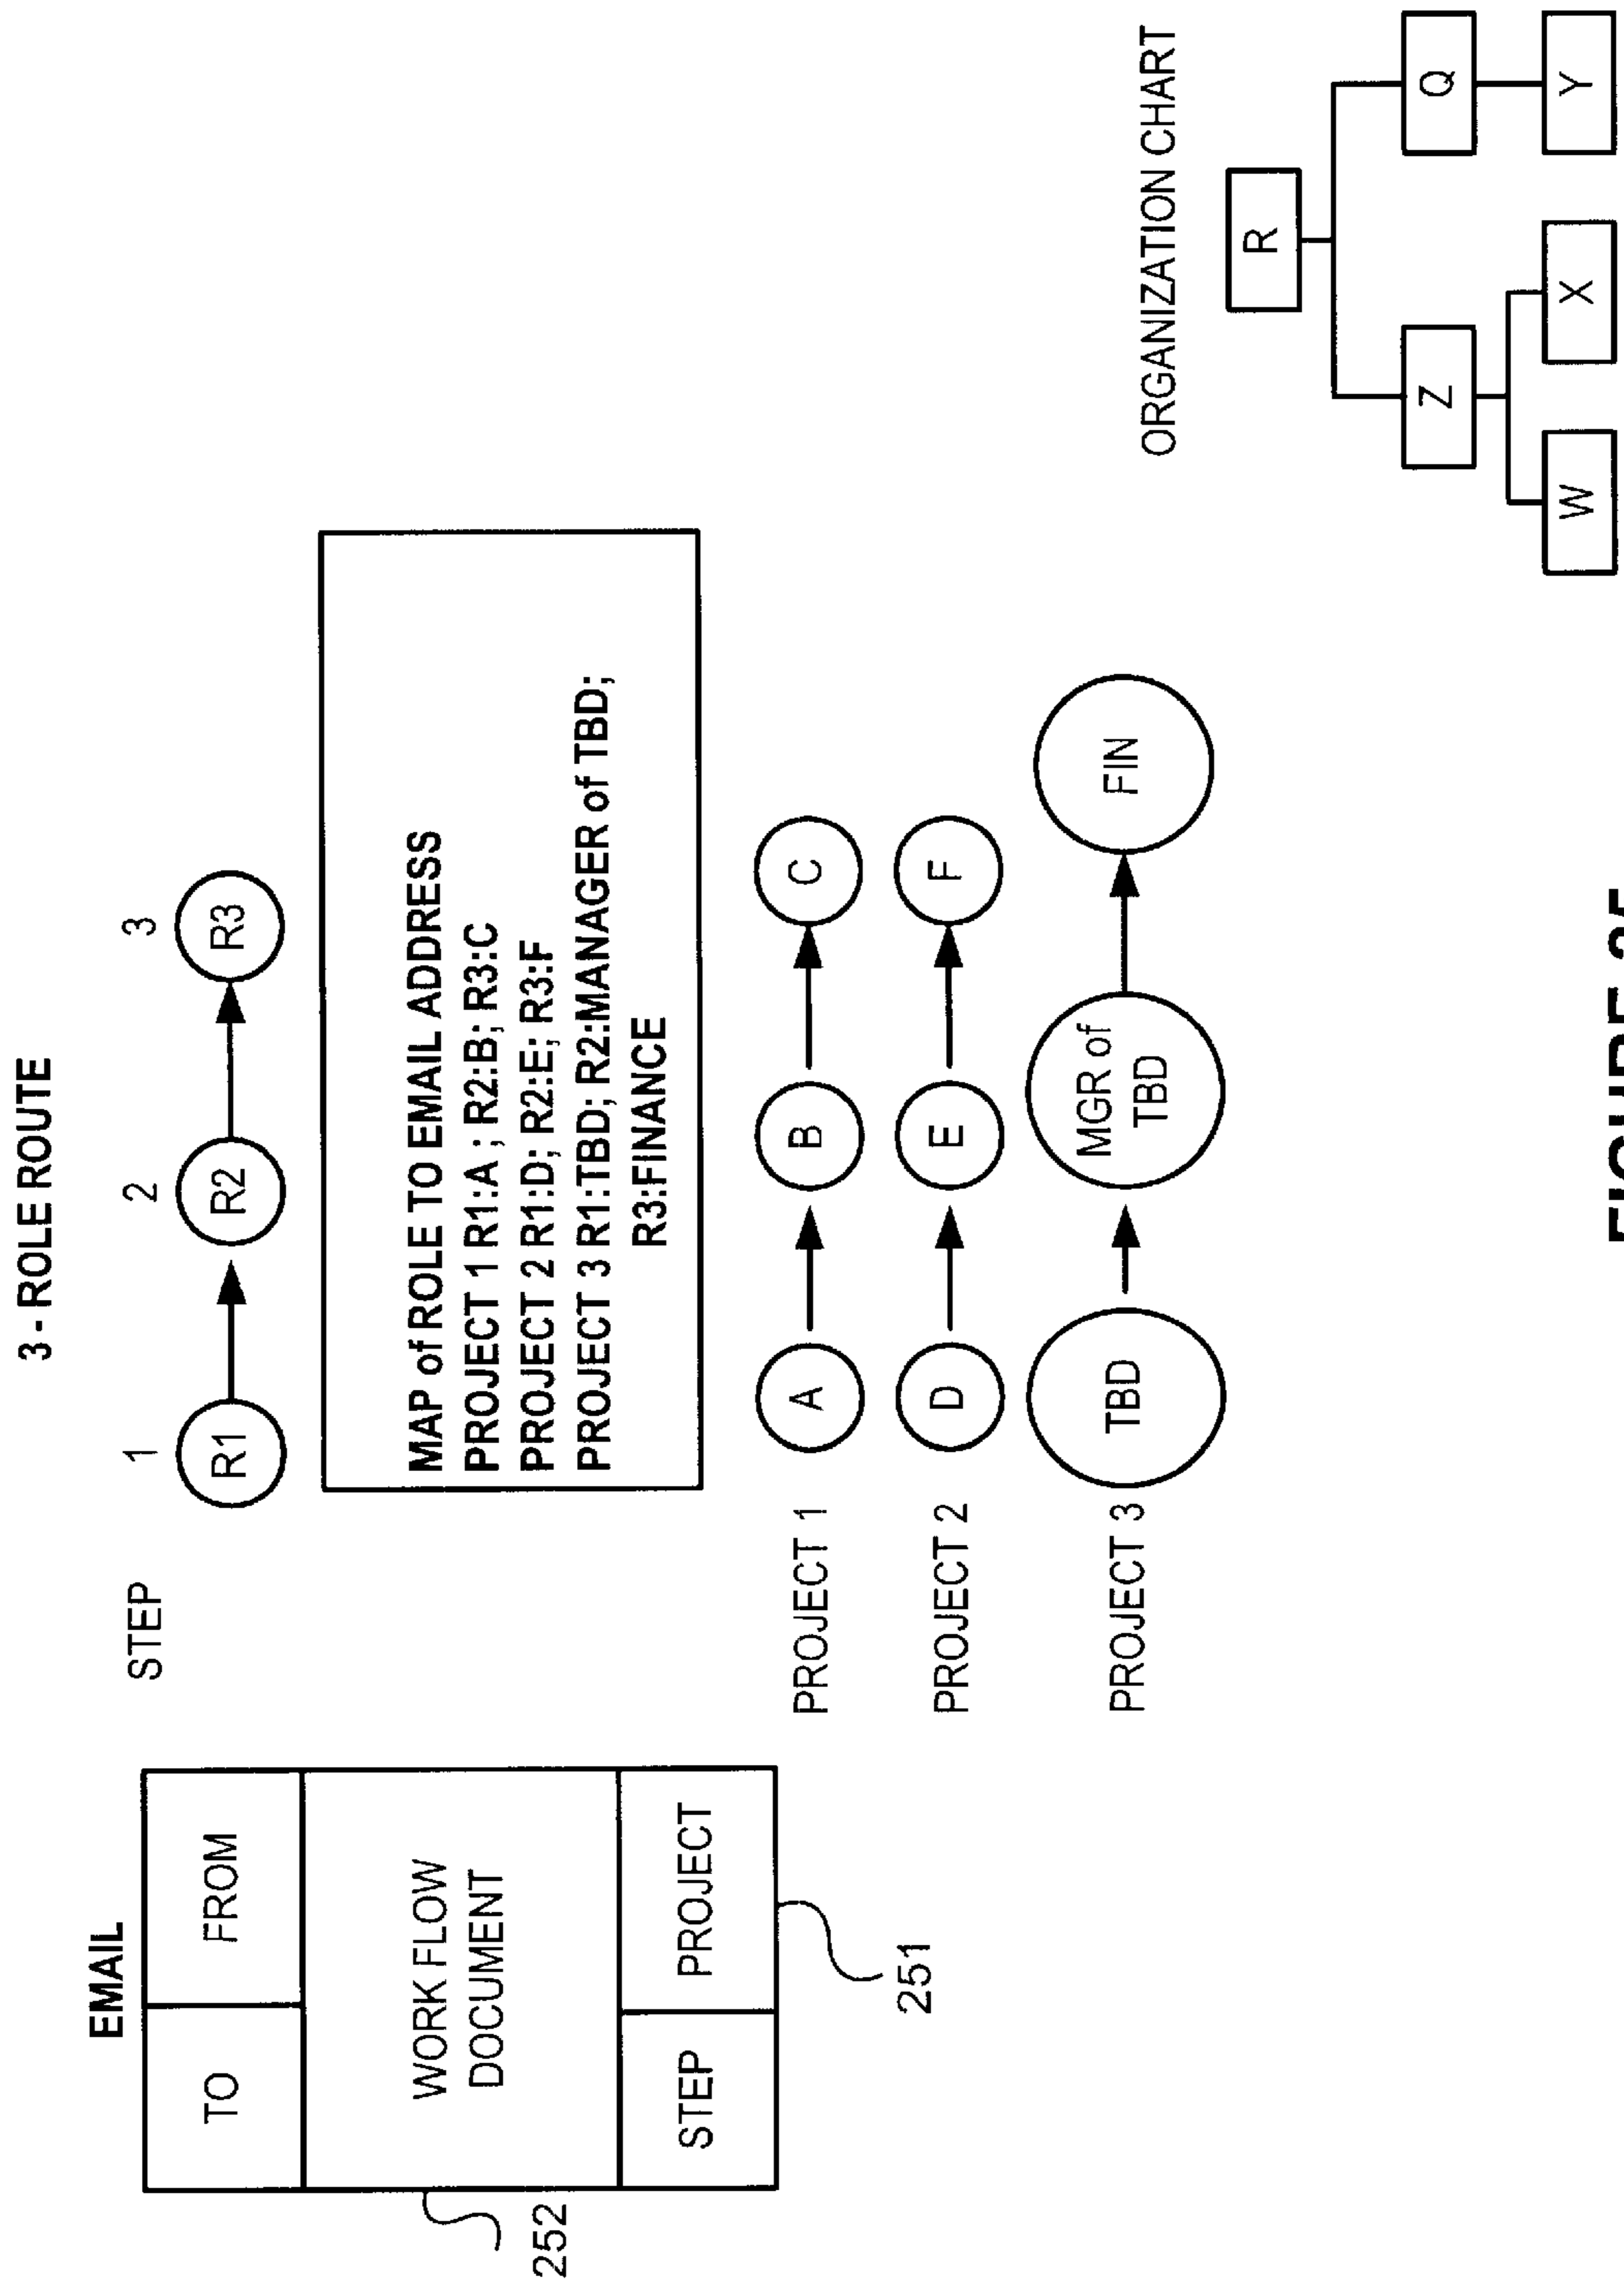 3 - ROLE ROUTE
EMAIL
TO
FROM
WORK FLOW
DOCUMENT
STEP
PROJECT
252
251
STEP
1
2
3
R1
R2
R3
MAP of ROLE TO EMAIL ADDRESS
PROJECT 1 R1:A ; R2:B; R3:C
PROJECT 2 R1:D; R2:E; R3:F
PROJECT 3 R1:TBD; R2:MANAGER of TBD;
R3:FINANCE
PROJECT 1
A
B
C
PROJECT 2
D
E
F
PROJECT 3
TBD
MGR of
TBD
FIN
ORGANIZATION CHART
R
Z
Q
W
X
Y